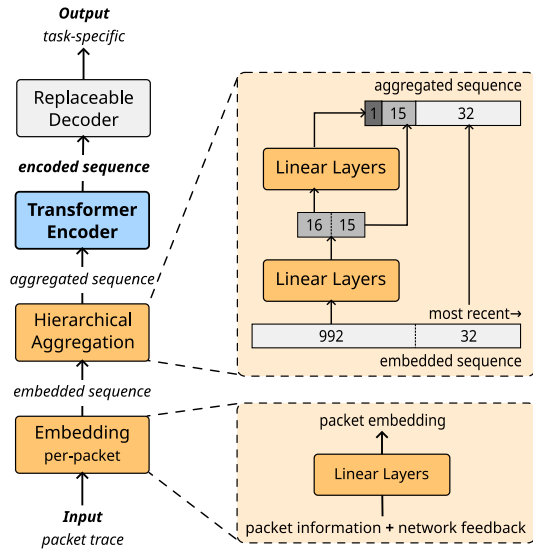 Output
task-specific
Replaceable
Decoder
encoded sequence
Transformer
Encoder
aggregated sequence
Hierarchical
Aggregation
embedded sequence
Embedding
per-packet
Input
packet trace
aggregated sequence
1 15 32
Linear Layers
16 15
Linear Layers
most recent→
992 32
embedded sequence
packet embedding
Linear Layers
packet information + network feedback